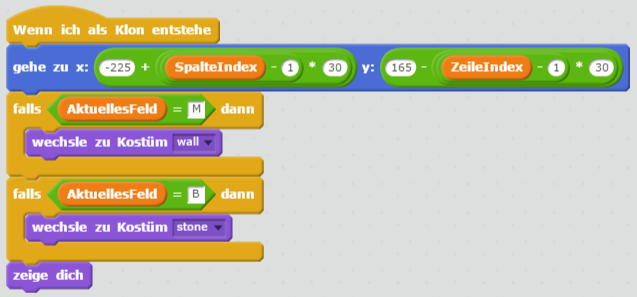 Wenn ich als Klon entstehe
gehe zu x: -225 + SpalteIndex - 1 * 30 y: 165 - ZeileIndex - 1 * 30
falls AktuellesFeld = M dann
wechsle zu Kostüm wall
falls AktuellesFeld = B dann
wechsle zu Kostüm stone
zeige dich